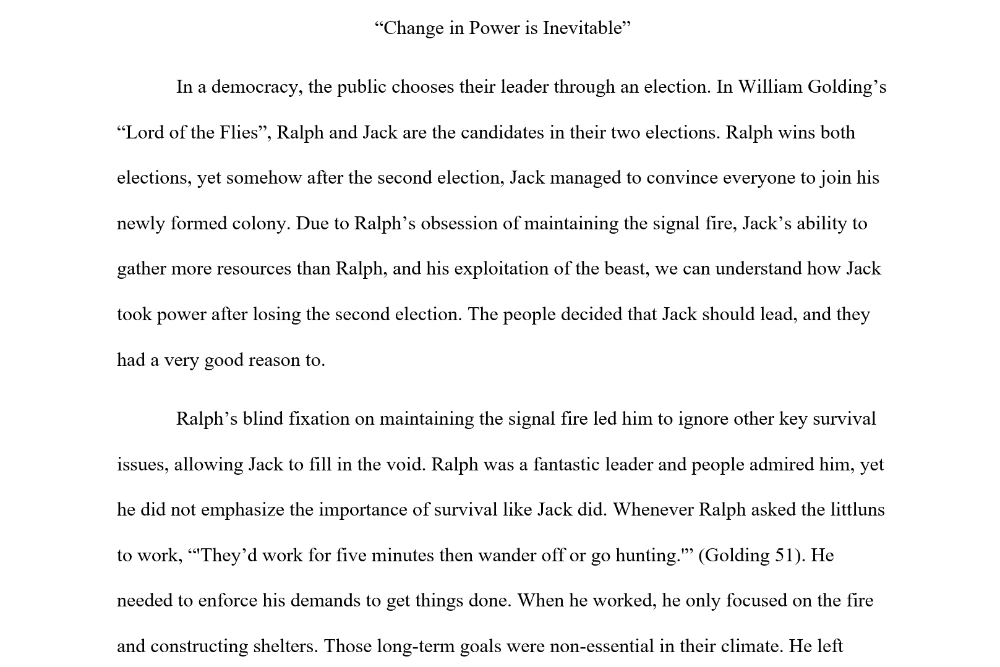 “Change in Power is Inevitable”
In a democracy, the public chooses their leader through an election. In William Golding’s
“Lord of the Flies”, Ralph and Jack are the candidates in their two elections. Ralph wins both
elections, yet somehow after the second election, Jack managed to convince everyone to join his
newly formed colony. Due to Ralph’s obsession of maintaining the signal fire, Jack’s ability to
gather more resources than Ralph, and his exploitation of the beast, we can understand how Jack
took power after losing the second election. The people decided that Jack should lead, and they
had a very good reason to.
Ralph’s blind fixation on maintaining the signal fire led him to ignore other key survival
issues, allowing Jack to fill in the void. Ralph was a fantastic leader and people admired him, yet
he did not emphasize the importance of survival like Jack did. Whenever Ralph asked the littluns
to work, “'They’d work for five minutes then wander off or go hunting.'” (Golding 51). He
needed to enforce his demands to get things done. When he worked, he only focused on the fire
and constructing shelters. Those long-term goals were non-essential in their climate. He left